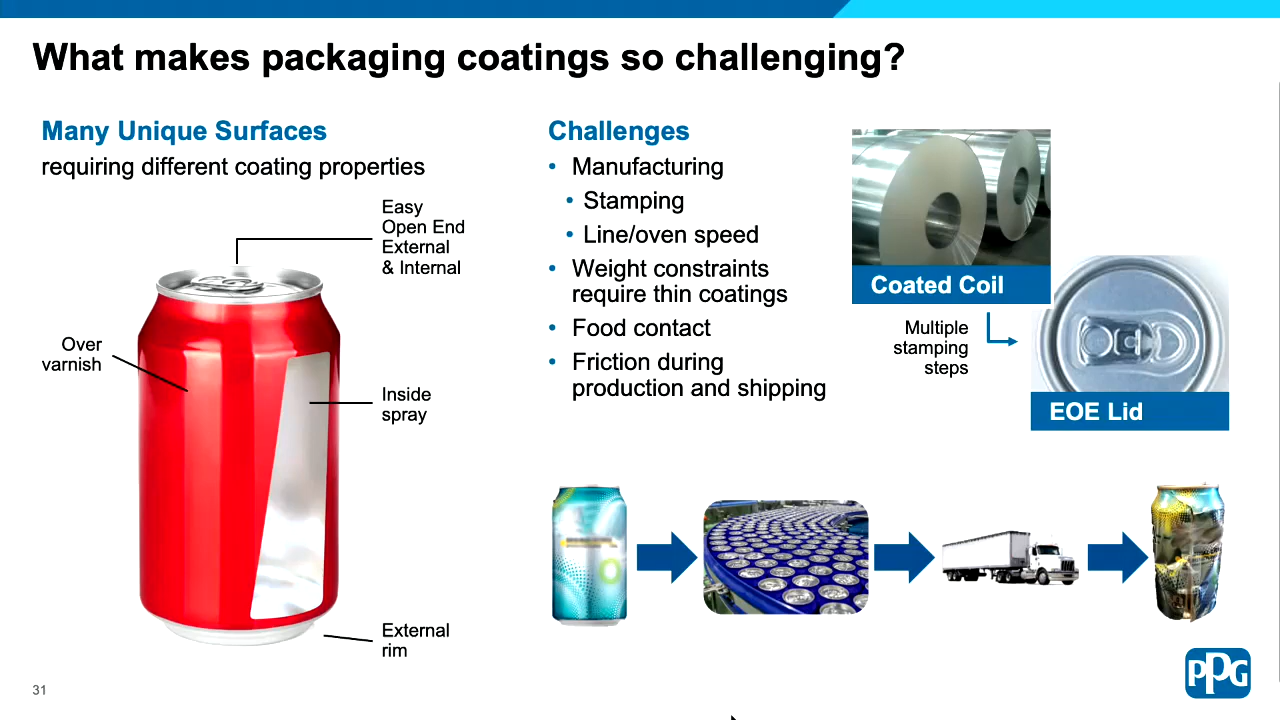 What makes packaging coatings so challenging?
Many Unique Surfaces
requiring different coating properties
Easy
Open End
External
& Internal
Over
varnish
Inside
spray
External
rim
Challenges
• Manufacturing
• Stamping
• Line/oven speed
• Weight constraints
require thin coatings
• Food contact
• Friction during
production and shipping
Coated Coil
Multiple
stamping
steps
EOE Lid
31
PPG